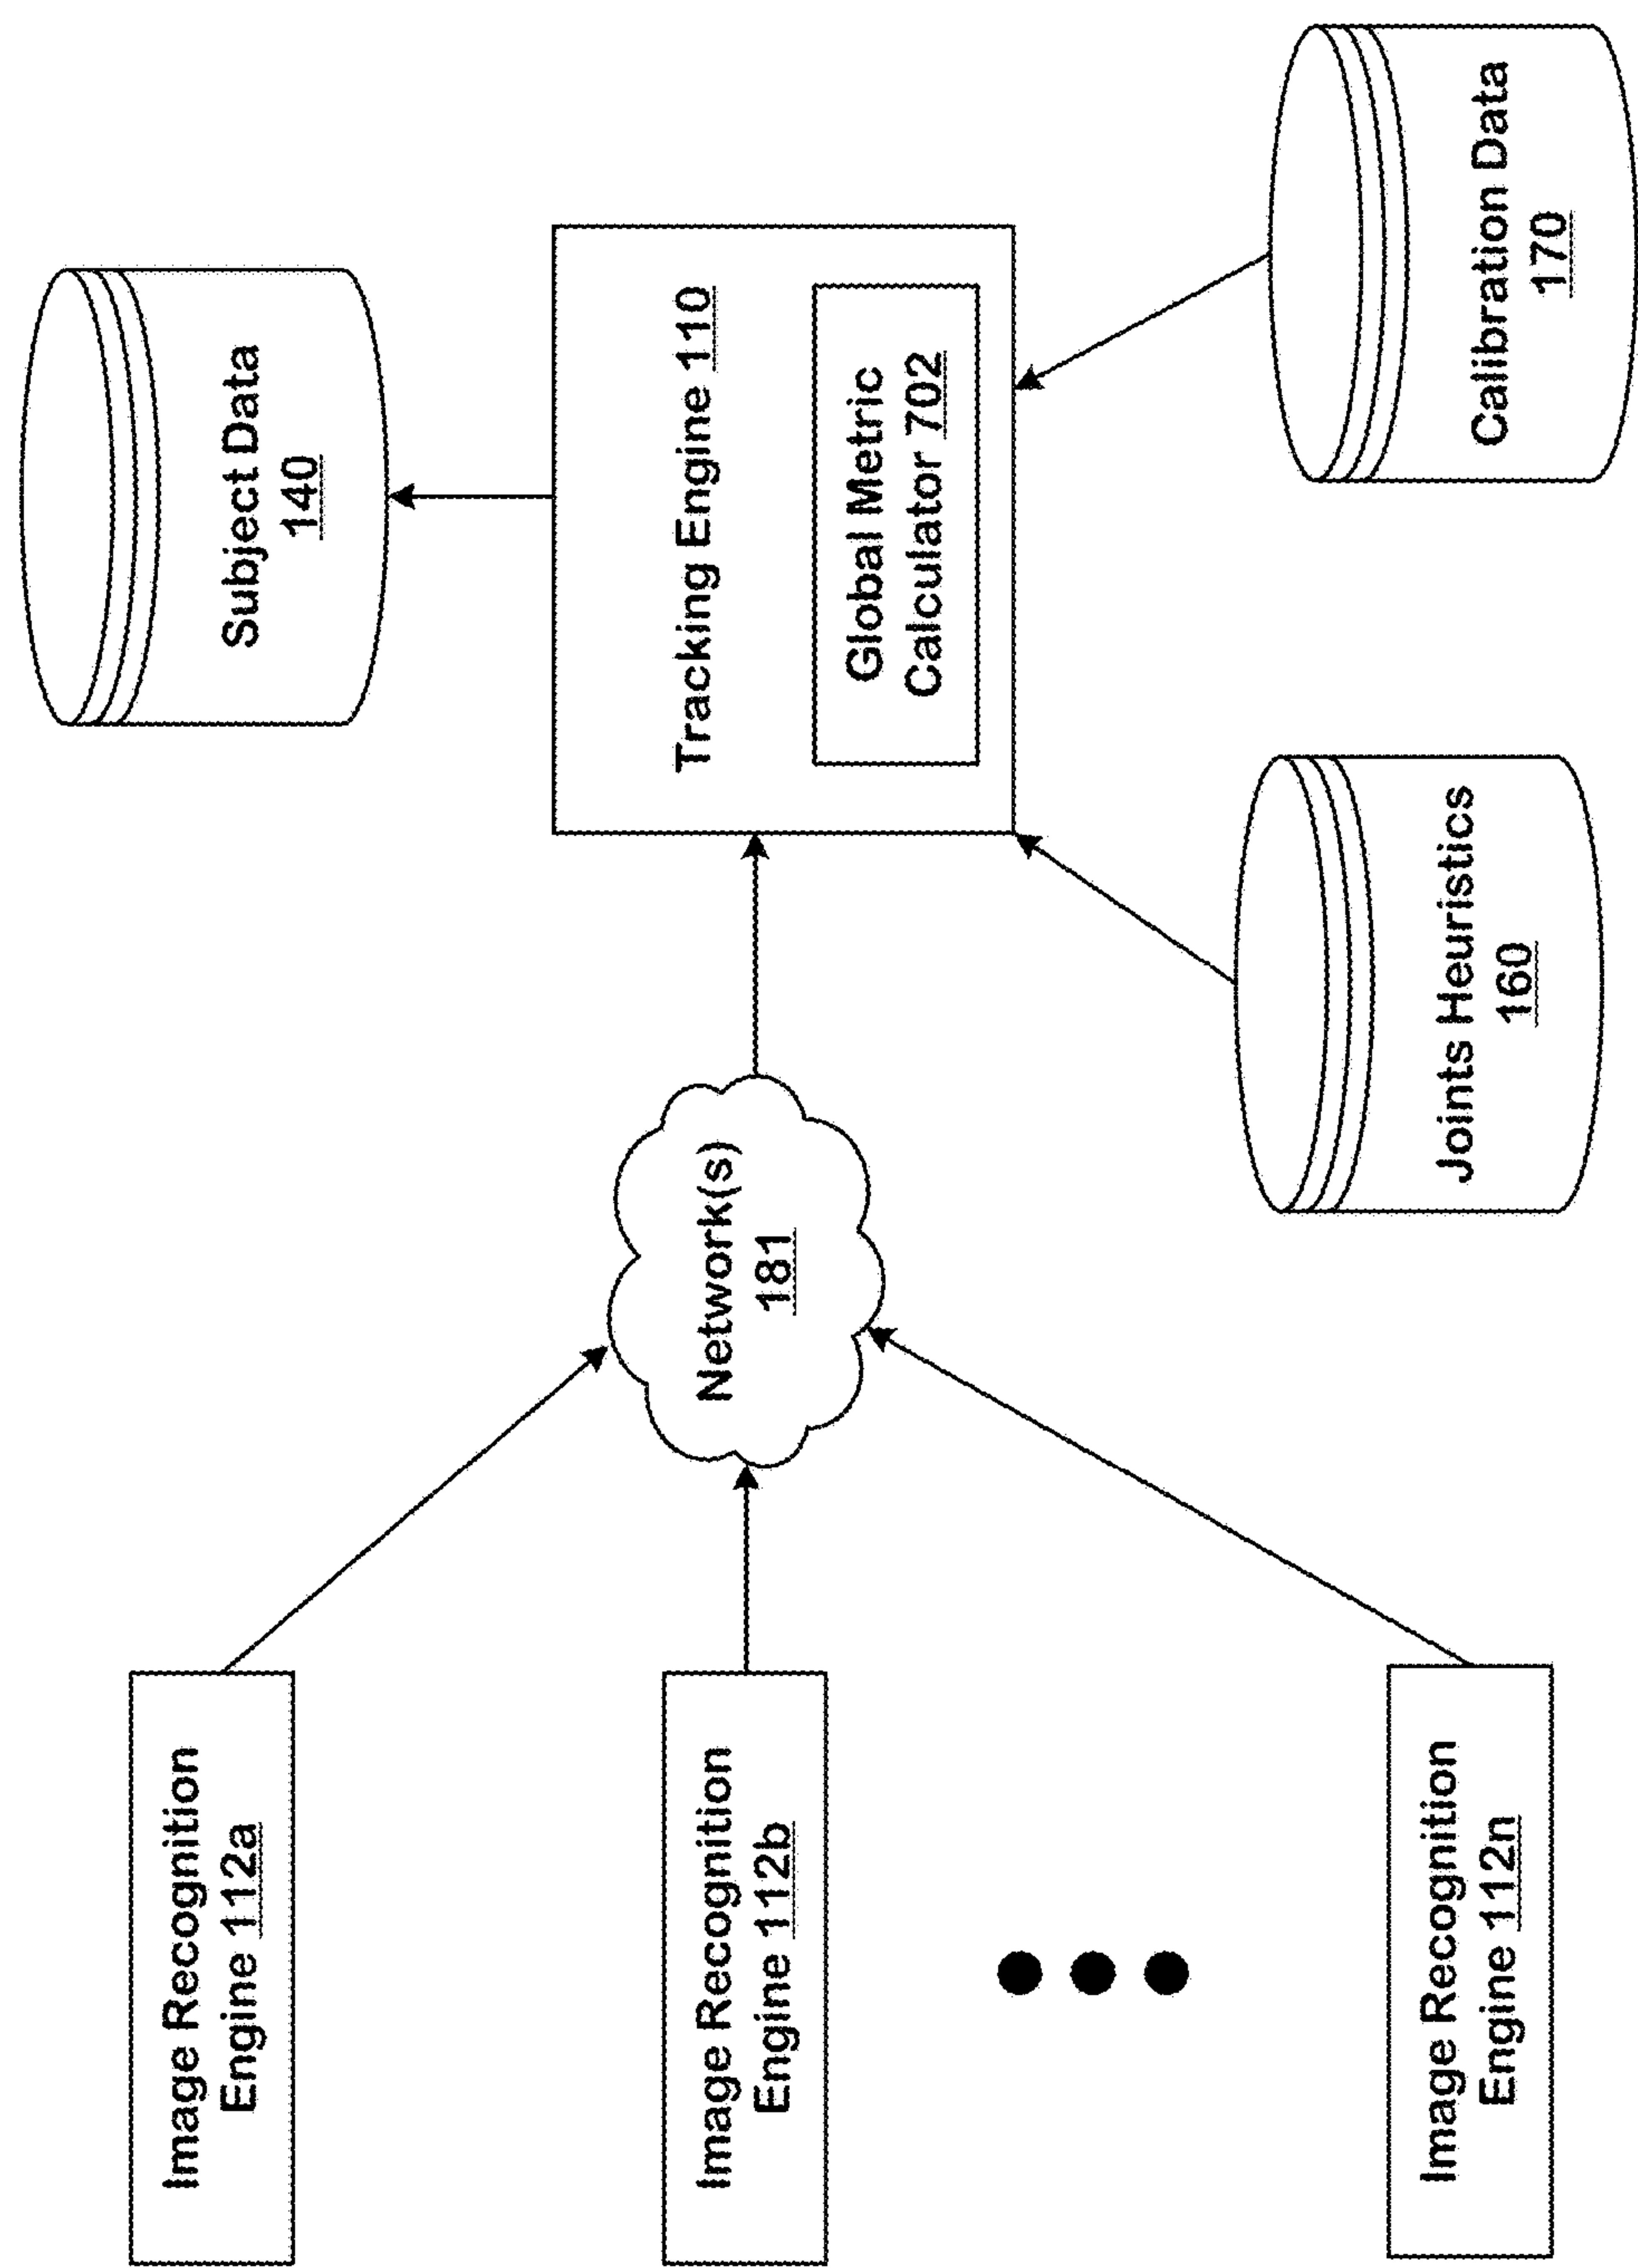 Image Recognition
Engine 112a
Image Recognition
Engine 112b
Image Recognition
Engine 112n
Network(s)
181
Subject Data
140
Tracking Engine 110
Global Metric
Calculator 702
Joints Heuristics
160
Calibration Data
170